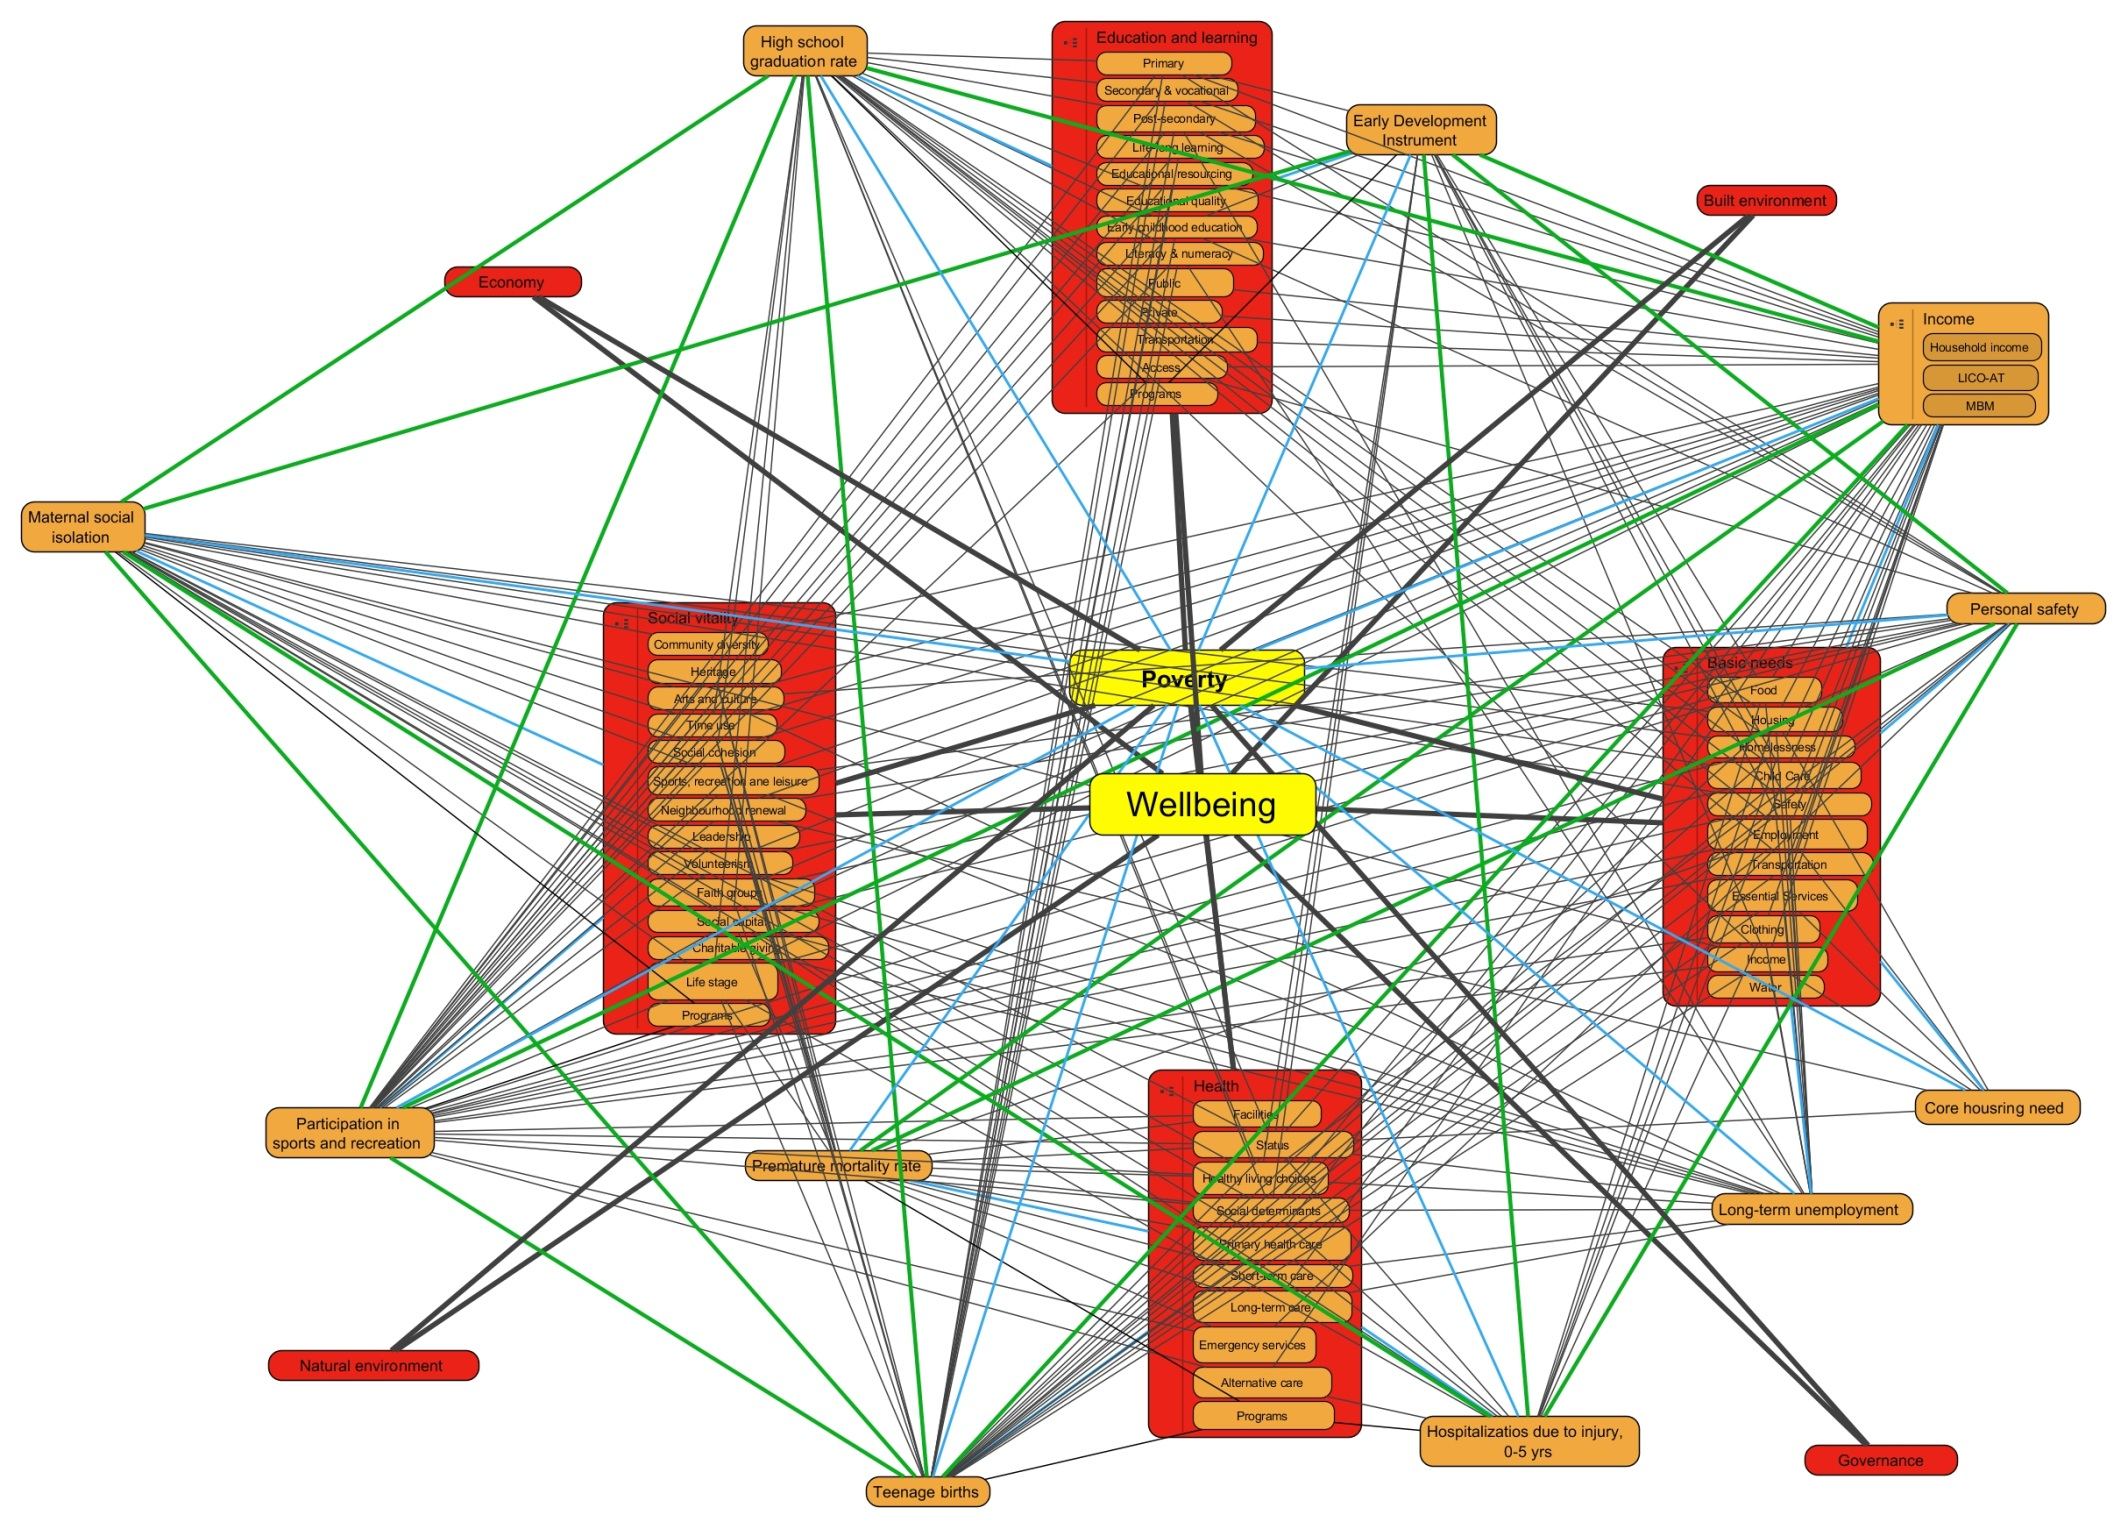 High school
graduation rate
Education and learning
Primary
Secondary & vocational
Post-secondary
Life-long learning
Educational resourcing
Educational quality
Early childhood education
Literacy & numeracy
Public
Private
Transportation
Access
Programs
Early Development
Instrument
Built environment
Economy
Income
Household income
LICO-AT
MBM
Maternal social
isolation
Personal safety
Social vitality
Community diversity
Heritage
Arts and culture
Time use
Social cohesion
Sports, recreation ane leisure
Neighbourhood renewal
Leadership
Volunteerism
Faith groups
Social capital
Charitable giving
Life stage
Programs
Poverty
Wellbeing
Basic needs
Food
Housing
Homelessness
Child Care
Safety
Employment
Transportation
Essential Services
Clothing
Income
Water
Health
Facilities
Status
Healthy living choices
Social determinants
Primary health care
Short-term care
Long-term care
Emergency services
Alternative care
Programs
Core housring need
Participation in
sports and recreation
Premature mortality rate
Long-term unemployment
Natural environment
Hospitalizatios due to injury,
0-5 yrs
Governance
Teenage births